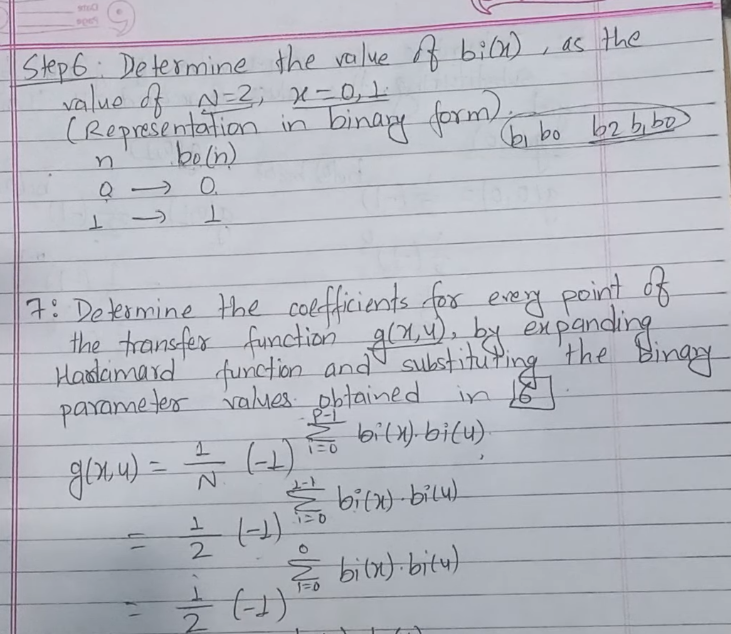 Step 6: Determine the value of bi(x), as the
value of N=2, x=0,1.
(Representation in binary form).
b1 b0 b2 b1 b0
n b0(n)
0 → 0
1 → 1
7: Determine the coefficients for every point of
the transfer function g(x,u), by expanding
Hadamard function and substituting the Binary
parameter values obtained in 6.
g(x,u) = 1/N (-1)^{∑_{i=0}^{P-1} bi(x)·bi(u)}
= 1/2 (-1)^{∑_{i=0}^{1-1} bi(x)·bi(u)}
= 1/2 (-1)^{∑_{i=0}^{0} bi(x)·bi(u)}